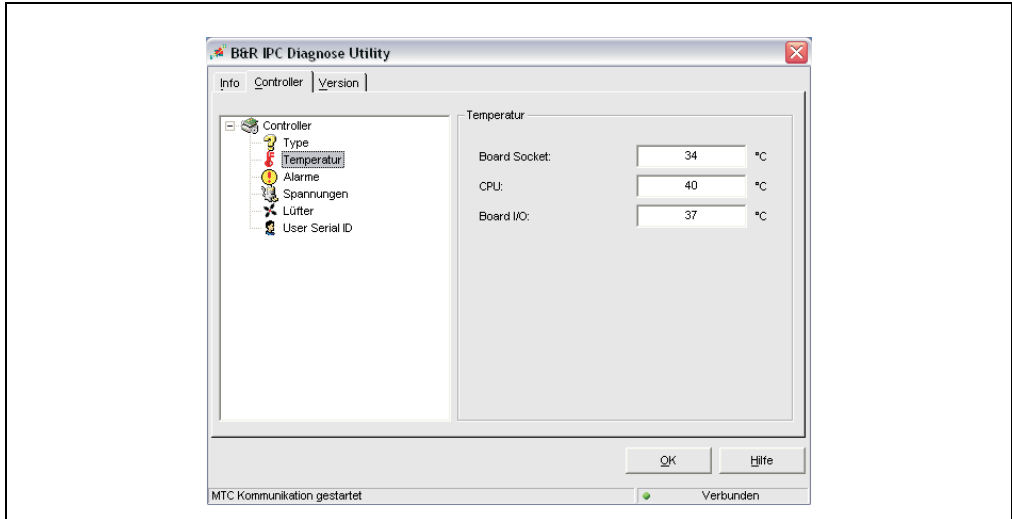 B&R IPC Diagnose Utility
Info Controller Version
Controller
Type
Temperatur
Alarme
Spannungen
Lüfter
User Serial ID
Temperatur
Board Socket: 34 °C
CPU: 40 °C
Board I/O: 37 °C
OK Hilfe
MTC Kommunikation gestartet Verbunden